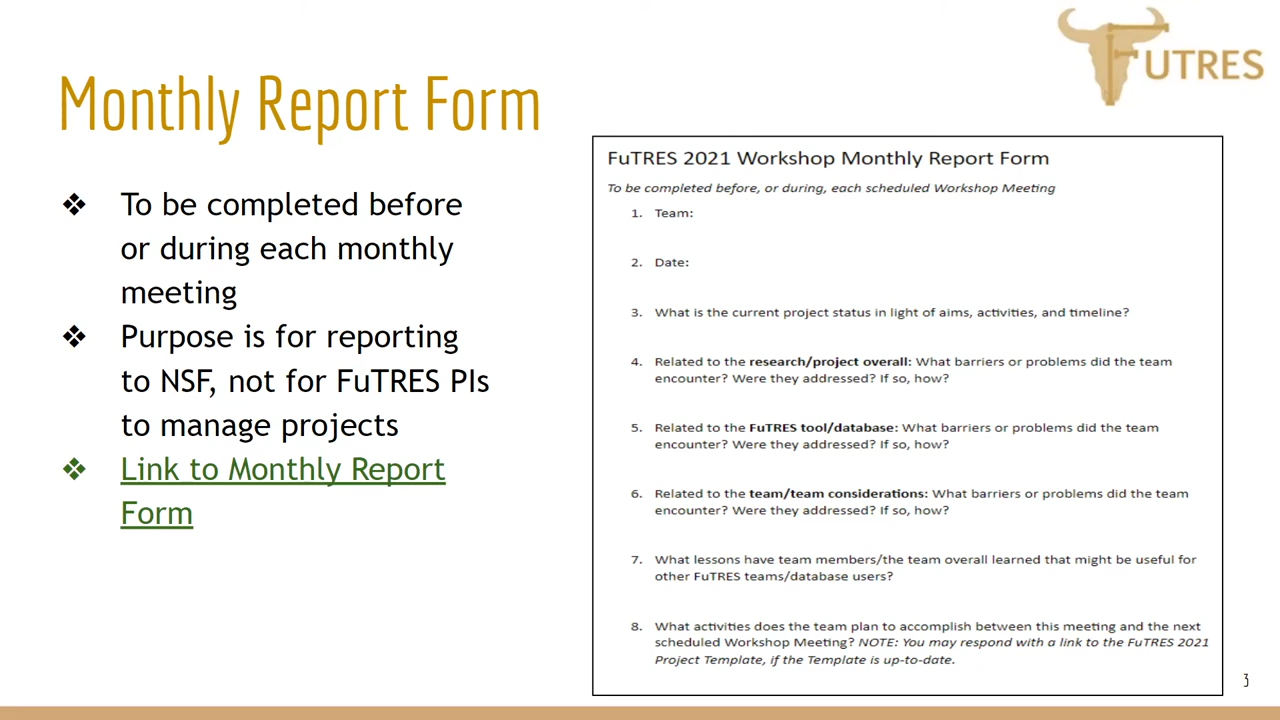 FUTRES
Monthly Report Form
❖ To be completed before
or during each monthly
meeting
❖ Purpose is for reporting
to NSF, not for FuTRES PIs
to manage projects
❖ Link to Monthly Report
Form
FuTRES 2021 Workshop Monthly Report Form
To be completed before, or during, each scheduled Workshop Meeting
1. Team:
2. Date:
3. What is the current project status in light of aims, activities, and timeline?
4. Related to the research/project overall: What barriers or problems did the team
encounter? Were they addressed? If so, how?
5. Related to the FuTRES tool/database: What barriers or problems did the team
encounter? Were they addressed? If so, how?
6. Related to the team/team considerations: What barriers or problems did the team
encounter? Were they addressed? If so, how?
7. What lessons have team members/the team overall learned that might be useful for
other FuTRES teams/database users?
8. What activities does the team plan to accomplish between this meeting and the next
scheduled Workshop Meeting? NOTE: You may respond with a link to the FuTRES 2021
Project Template, if the Template is up-to-date.
3